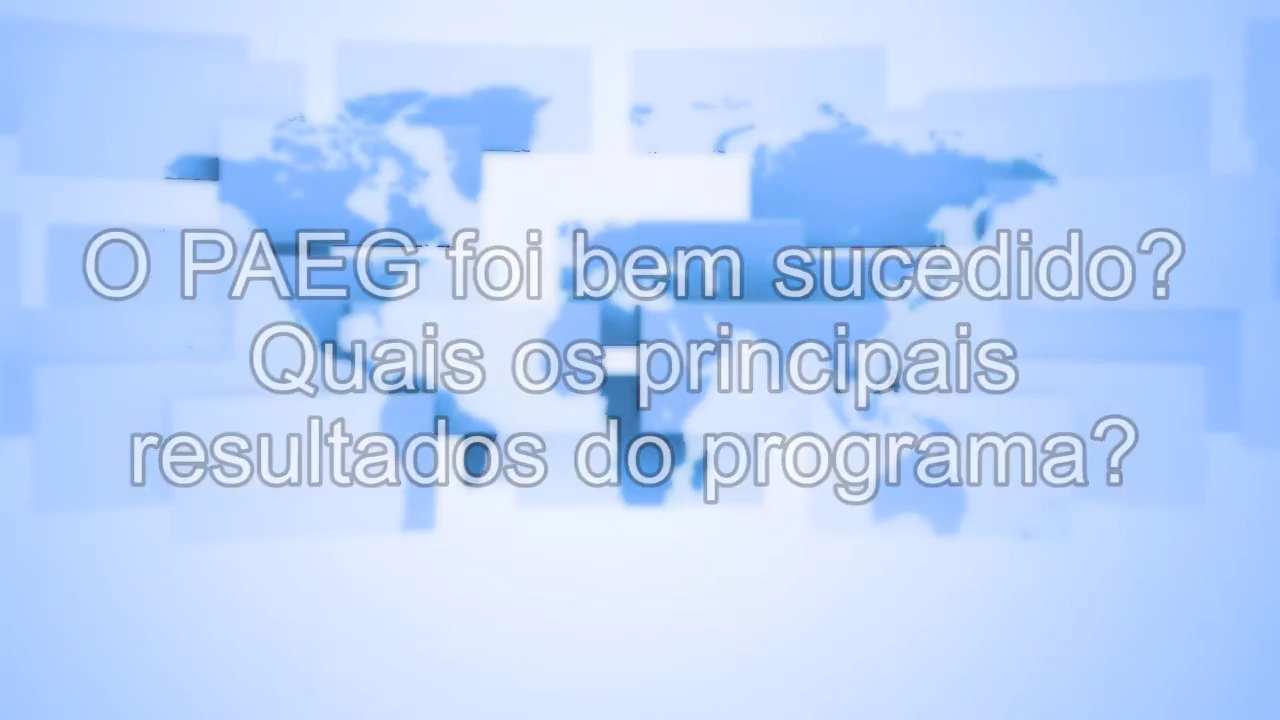 O PAEG foi bem sucedido?
Quais os principais
resultados do programa?